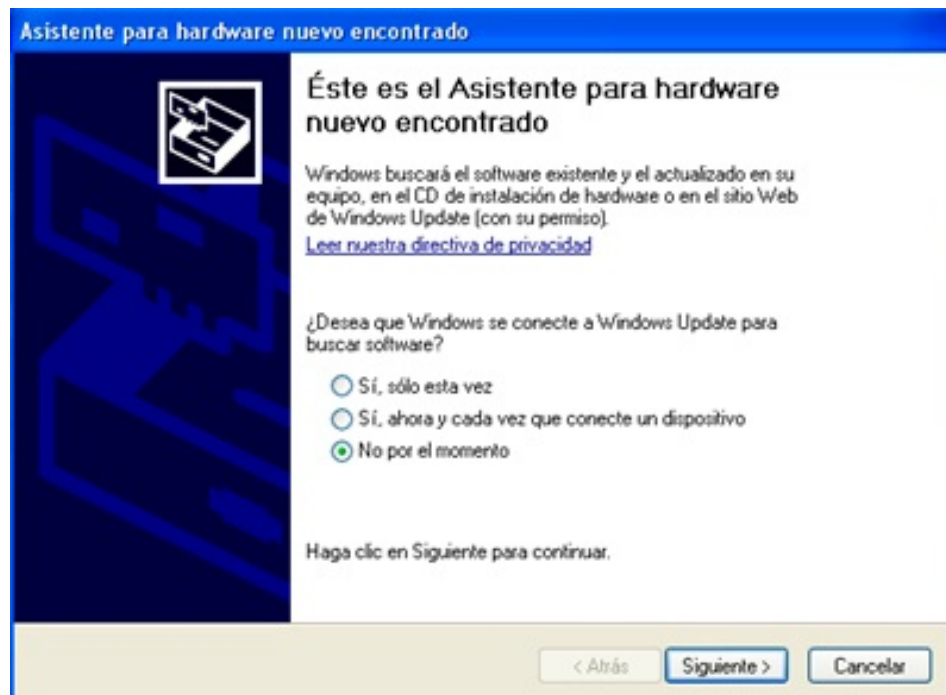 Asistente para hardware nuevo encontrado
Éste es el Asistente para hardware
nuevo encontrado
Windows buscará el software existente y el actualizado en su
equipo, en el CD de instalación de hardware o en el sitio Web
de Windows Update (con su permiso).
Leer nuestra directiva de privacidad
¿Desea que Windows se conecte a Windows Update para
buscar software?
Sí, sólo esta vez
Sí, ahora y cada vez que conecte un dispositivo
No por el momento
Haga clic en Siguiente para continuar.
< Atrás
Siguiente >
Cancelar